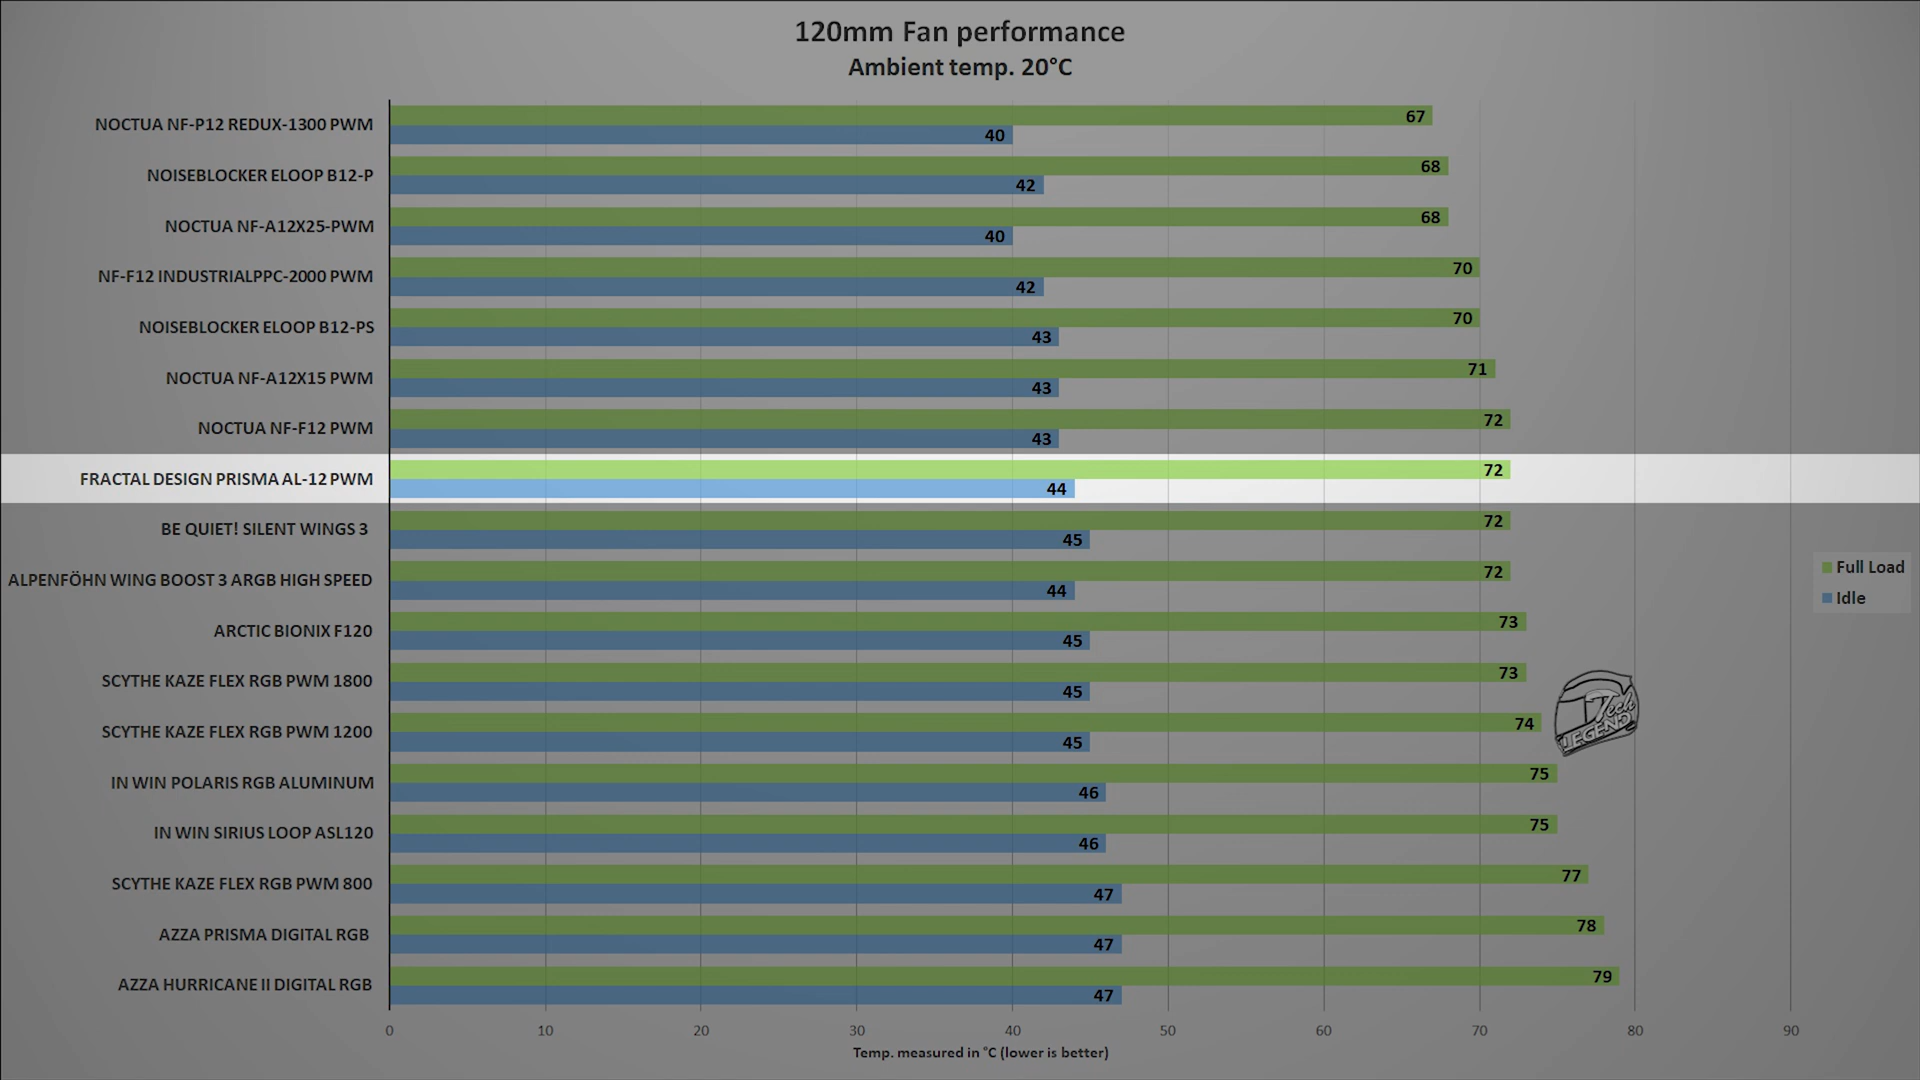 120mm Fan performance
Ambient temp. 20°C
NOCTUA NF-P12 REDUX-1300 PWM
67
40
NOISEBLOCKER ELOOP B12-P
68
42
NOCTUA NF-A12X25-PWM
68
40
NF-F12 INDUSTRIALPPC-2000 PWM
70
42
NOISEBLOCKER ELOOP B12-PS
70
43
NOCTUA NF-A12X15 PWM
71
43
NOCTUA NF-F12 PWM
72
43
FRACTAL DESIGN PRISMA AL-12 PWM
72
44
BE QUIET! SILENT WINGS 3
72
45
ALPENFÖHN WING BOOST 3 ARGB HIGH SPEED
72
44
ARCTIC BIONIX F120
73
45
SCYTHE KAZE FLEX RGB PWM 1800
73
45
SCYTHE KAZE FLEX RGB PWM 1200
74
45
IN WIN POLARIS RGB ALUMINUM
75
46
IN WIN SIRIUS LOOP ASL120
75
46
SCYTHE KAZE FLEX RGB PWM 800
77
47
AZZA PRISMA DIGITAL RGB
78
47
AZZA HURRICANE II DIGITAL RGB
79
47
0 10 20 30 40 50 60 70 80 90
Temp. measured in °C (lower is better)
Full Load
Idle
Tech
LEGEND